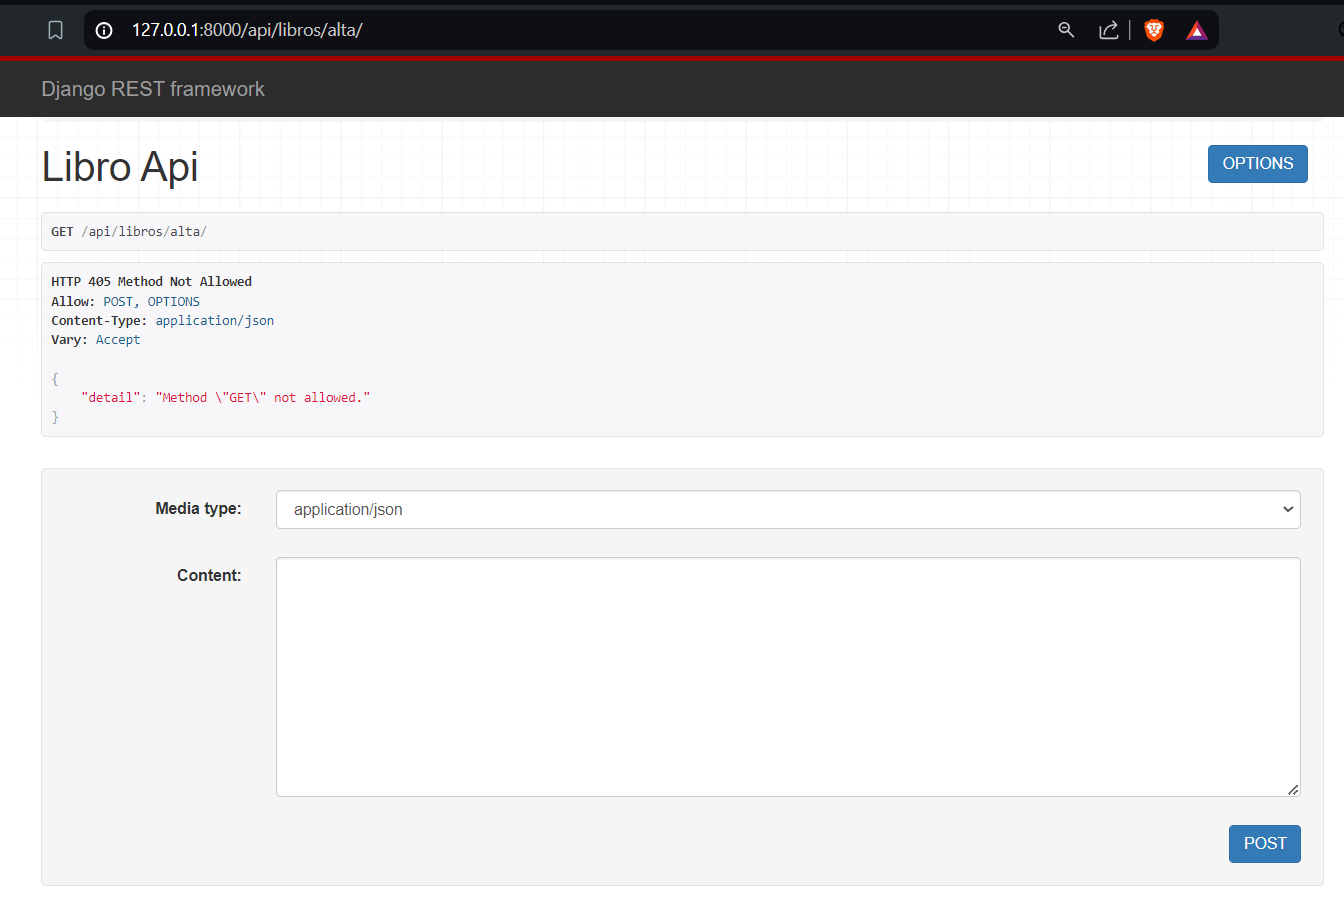 127.0.0.1:8000/api/libros/alta/
Django REST framework
Libro Api
OPTIONS
GET /api/libros/alta/
HTTP 405 Method Not Allowed
Allow: POST, OPTIONS
Content-Type: application/json
Vary: Accept
{
"detail": "Method \"GET\" not allowed."
}
Media type:
application/json
Content:
POST